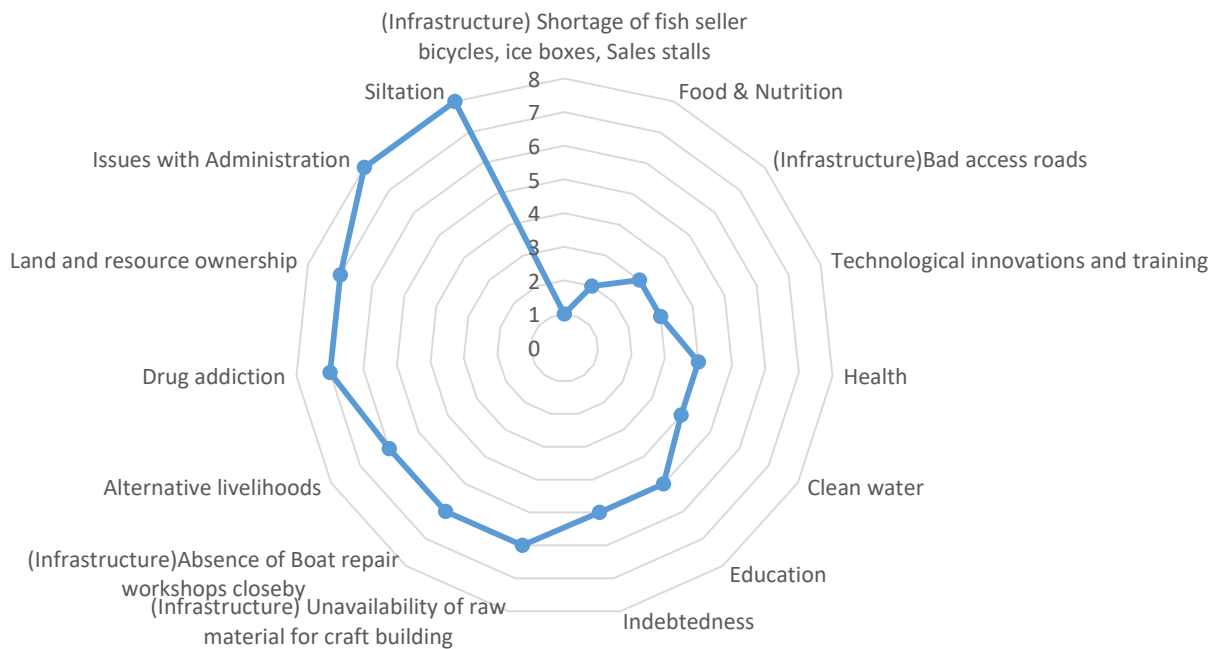 (Infrastructure) Shortage of fish seller
bicycles, ice boxes, Sales stalls
Food & Nutrition
(Infrastructure)Bad access roads
Technological innovations and training
Health
Clean water
Education
Indebtedness
(Infrastructure) Unavailability of raw
material for craft building
(Infrastructure)Absence of Boat repair
workshops closeby
Alternative livelihoods
Drug addiction
Land and resource ownership
Issues with Administration
Siltation
8
7
6
5
4
3
2
1
0